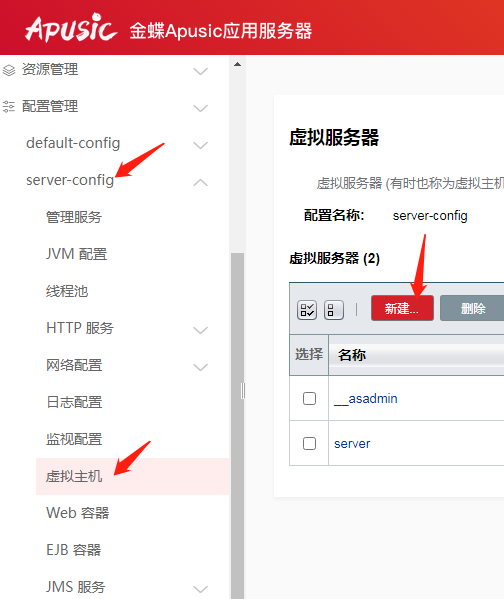 APUSIC 金蝶Apusic应用服务器
资源管理
配置管理
default-config
server-config
管理服务
JVM 配置
线程池
HTTP 服务
网络配置
日志配置
监视配置
虚拟主机
Web 容器
EJB 容器
JMS 服务
虚拟服务器
虚拟服务器 (有时也称为虚拟主机
配置名称: server-config
虚拟服务器 (2)
新建... 删除
选择 名称
__asadmin
server